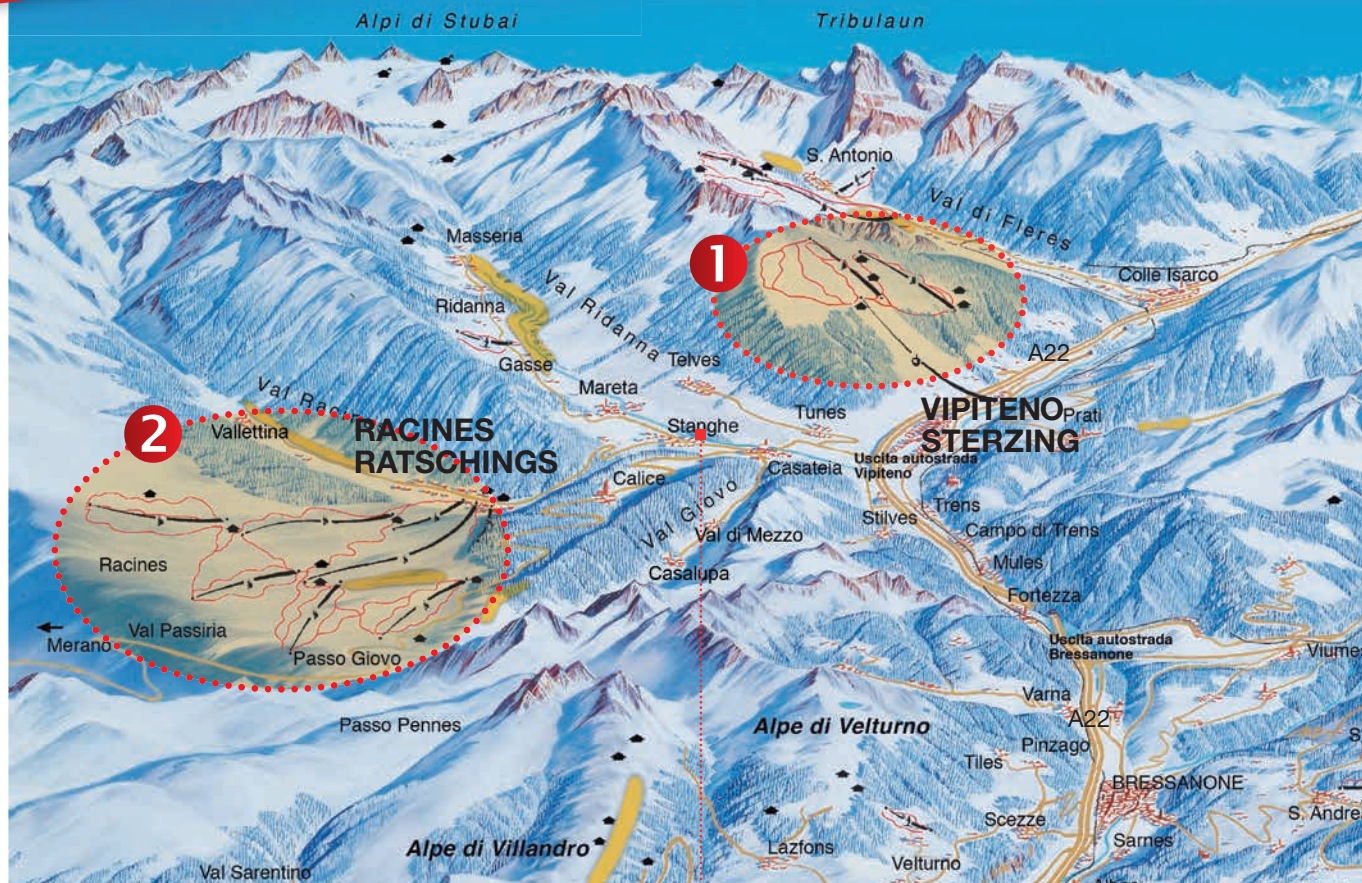 Alpi di Stubai
Tribulaun
S. Antonio
Val di Fleres
Masseria
1
Colle Isarco
Ridanna
Val Ridanna
A22
Gasse
Telves
Mareta
Tunes
VIPITENO
STERZING
Prati
2
Vallettina
RACINES
RATSCHINGS
Stanghe
Casateia
Uscita autostrada
Vipiteno
Calice
Val Giovo
Trens
Stilves
Campo di Trens
Val di Mezzo
Mules
Racines
Casalupa
Fortezza
Merano
Val Passiria
Passo Giovo
Uscita autostrada
Bressanone
Varna
A22
Passo Pennes
Alpe di Velturno
Pinzago
Tiles
BRESSANONE
Scezze
Sarnes
Alpe di Villandro
Lazfons
Velturno
Val Sarentino